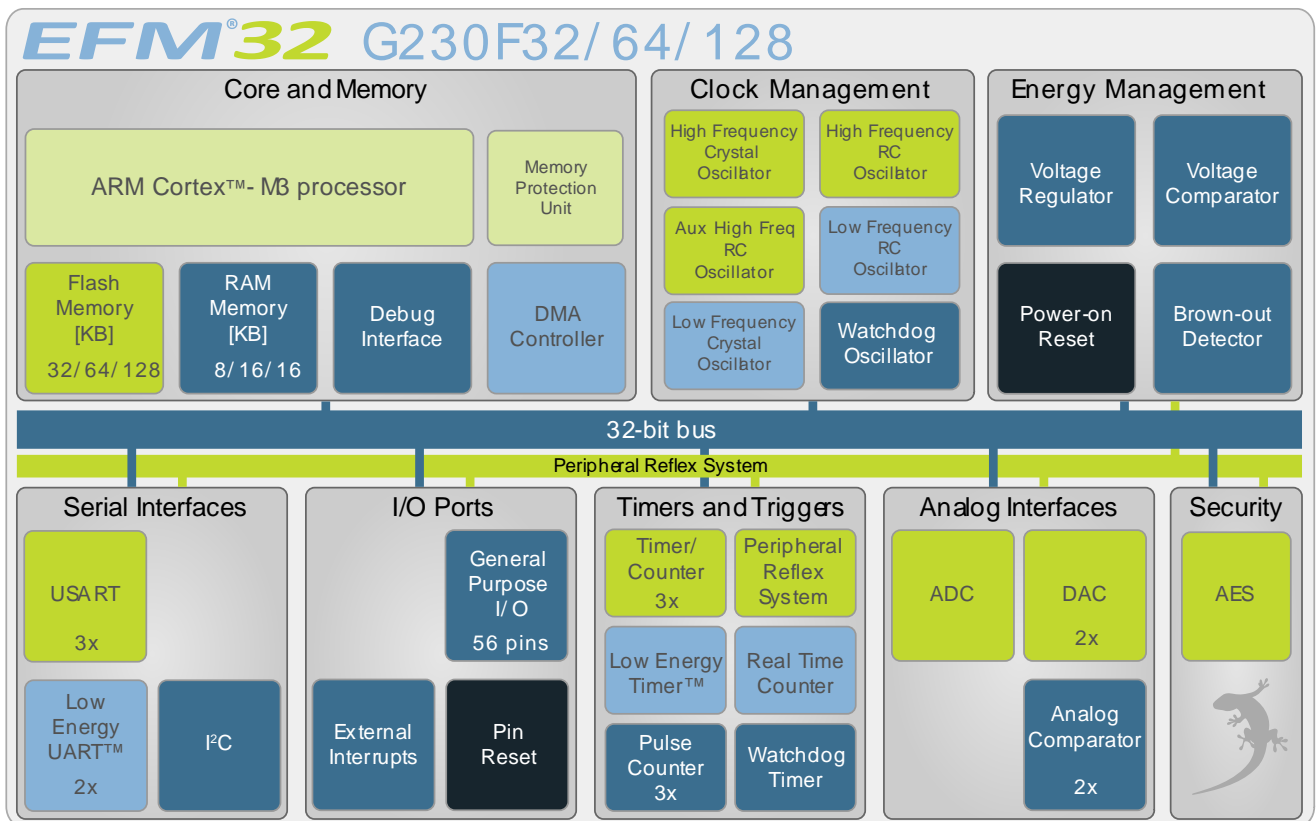 EFM®32 G230F32/64/128
Core and Memory
ARM Cortex™-M3 processor
Memory
Protection
Unit
Flash
Memory
[KB]
32/64/128
RAM
Memory
[KB]
8/16/16
Debug
Interface
DMA
Controller
Clock Management
High Frequency
Crystal
Oscillator
High Frequency
RC
Oscillator
Aux High Freq
RC
Oscillator
Low Frequency
RC
Oscillator
Low Frequency
Crystal
Oscillator
Watchdog
Oscillator
Energy Management
Voltage
Regulator
Voltage
Comparator
Power-on
Reset
Brown-out
Detector
32-bit bus
Peripheral Reflex System
Serial Interfaces
USART
3x
Low
Energy
UART™
2x
I²C
I/O Ports
General
Purpose
I/O
56 pins
External
Interrupts
Pin
Reset
Timers and Triggers
Timer/
Counter
3x
Peripheral
Reflex
System
Low Energy
Timer™
Real Time
Counter
Pulse
Counter
3x
Watchdog
Timer
Analog Interfaces
ADC
DAC
2x
Analog
Comparator
2x
Security
AES